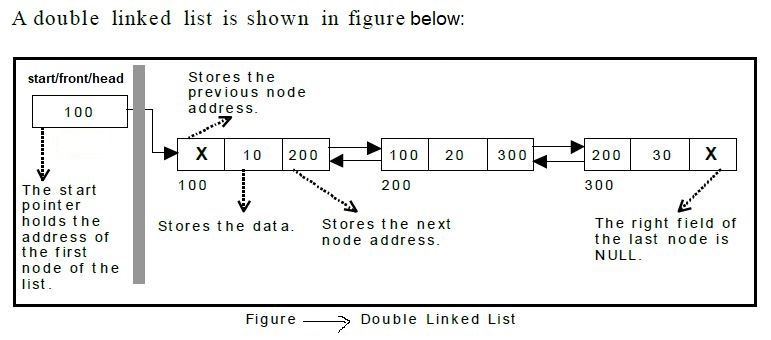 A double linked list is shown in figure below:
start/front/head
100
Stores the
previous node
address.
X 10 200
100 20 300
200 30 X
100
200
300
The start
pointer
holds the
address of
the first
node of the
list.
Stores the data.
Stores the next
node address.
The right field of
the last node is
NULL.
Figure Double Linked List